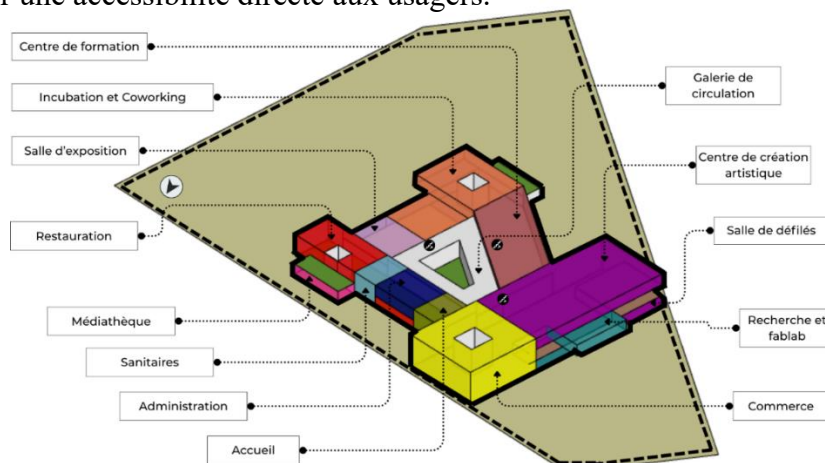 r une accessibilité directe aux usagers.
Centre de formation
Incubation et Coworking
Salle d'exposition
Restauration
Médiathèque
Sanitaires
Administration
Accueil
Galerie de
circulation
Centre de création
artistique
Salle de défilés
Recherche et
fablab
Commerce